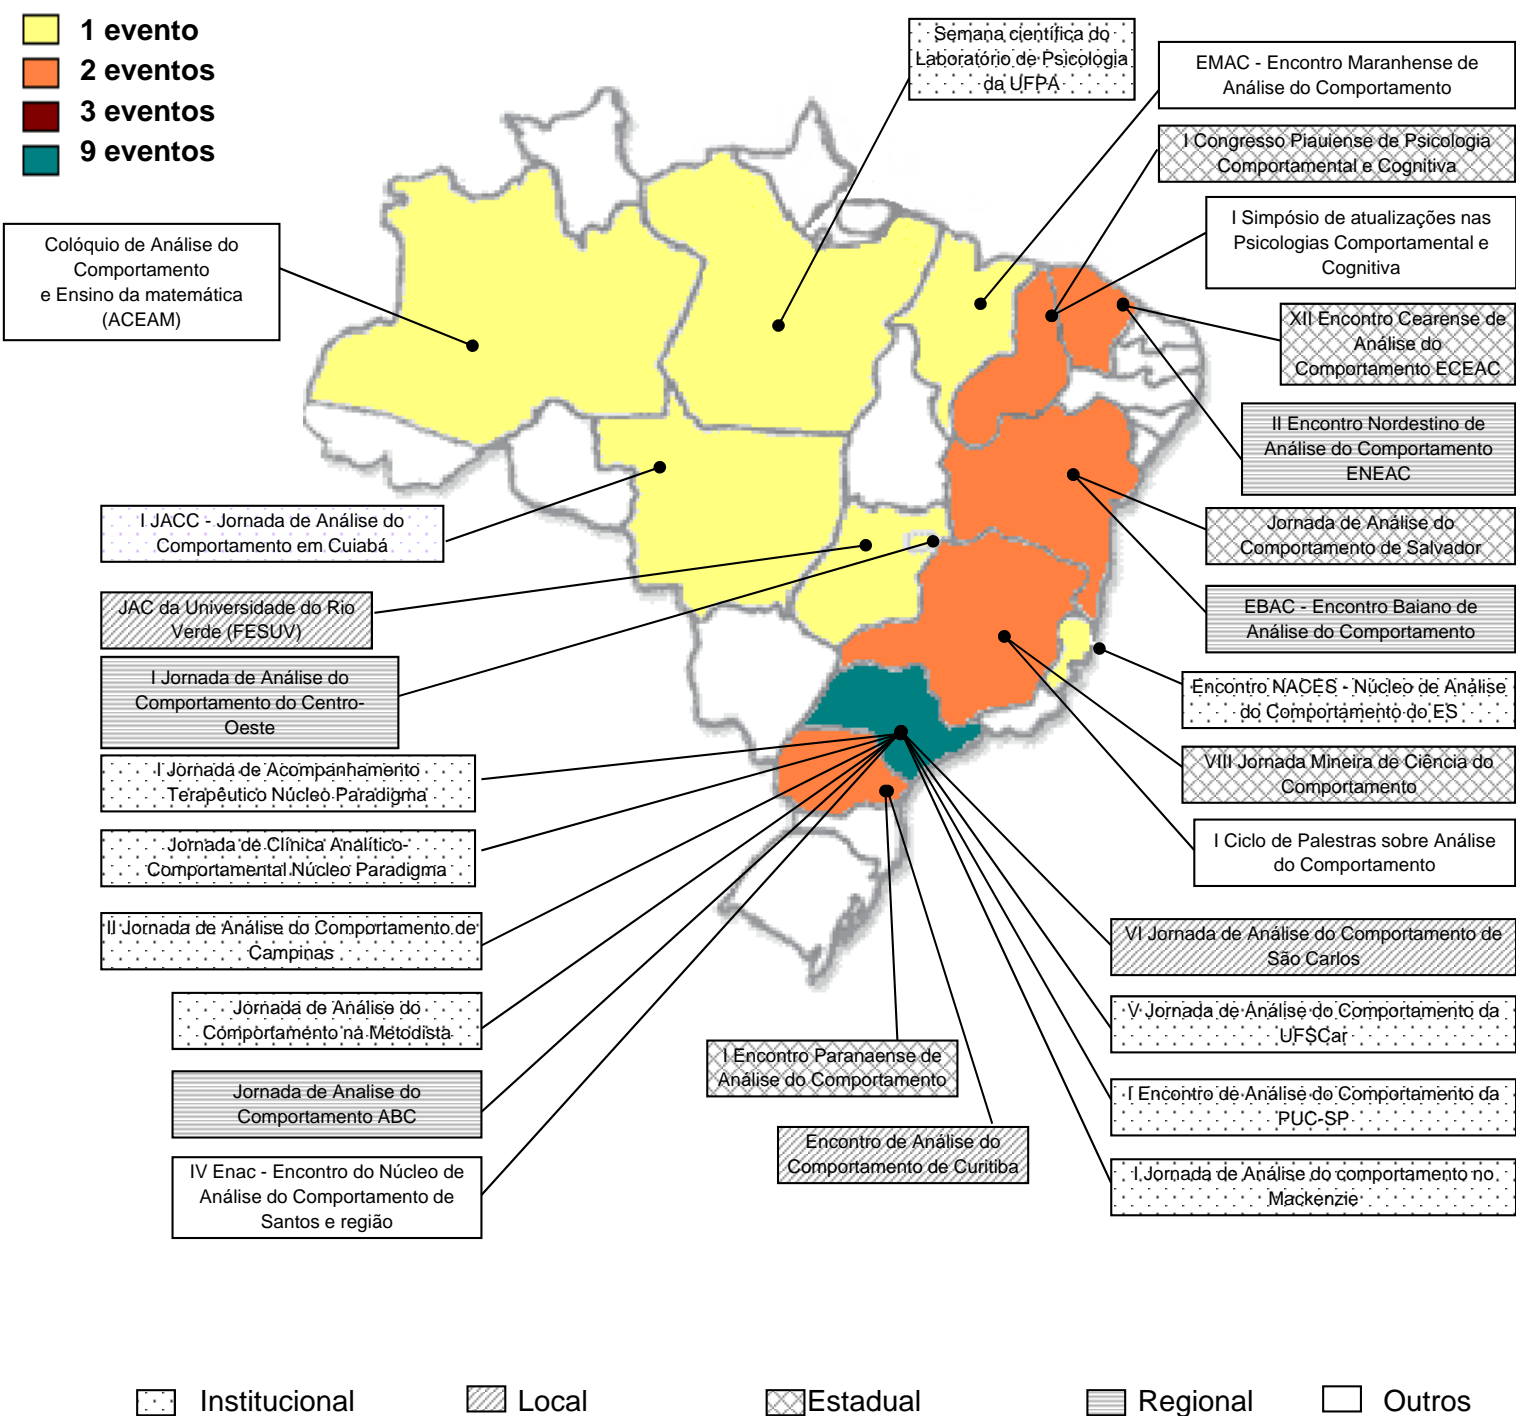 1 evento
2 eventos
3 eventos
9 eventos
Semana científica do
Laboratório de Psicologia
da UFPA
EMAC - Encontro Maranhense de
Análise do Comportamento
I Congresso Piauiense de Psicologia
Comportamental e Cognitiva
I Simpósio de atualizações nas
Psicologias Comportamental e
Cognitiva
Colóquio de Análise do
Comportamento
e Ensino da matemática
(ACEAM)
XII Encontro Cearense de
Análise do
Comportamento ECEAC
II Encontro Nordestino de
Análise do Comportamento
ENEAC
I JACC - Jornada de Análise do
Comportamento em Cuiabá
Jornada de Análise do
Comportamento de Salvador
JAC da Universidade do Rio
Verde (FESUV)
EBAC - Encontro Baiano de
Análise do Comportamento
I Jornada de Análise do
Comportamento do Centro-
Oeste
Encontro NACES - Núcleo de Análise
do Comportamento do ES
I Jornada de Acompanhamento
Terapêutico Núcleo Paradigma
VIII Jornada Mineira de Ciência do
Comportamento
Jornada de Clínica Analítico-
Comportamental Núcleo Paradigma
I Ciclo de Palestras sobre Análise
do Comportamento
II Jornada de Análise do Comportamento de
Campinas
VI Jornada de Análise do Comportamento de
São Carlos
Jornada de Análise do
Comportamento na Metodista
V Jornada de Análise do Comportamento da
UFSCar
I Encontro Paranaense de
Análise do Comportamento
Jornada de Analise do
Comportamento ABC
I Encontro de Análise do Comportamento da
PUC-SP
Encontro de Análise do
Comportamento de Curitiba
IV Enac - Encontro do Núcleo de
Análise do Comportamento de
Santos e região
I Jornada de Análise do comportamento no
Mackenzie
Institucional
Local
Estadual
Regional
Outros